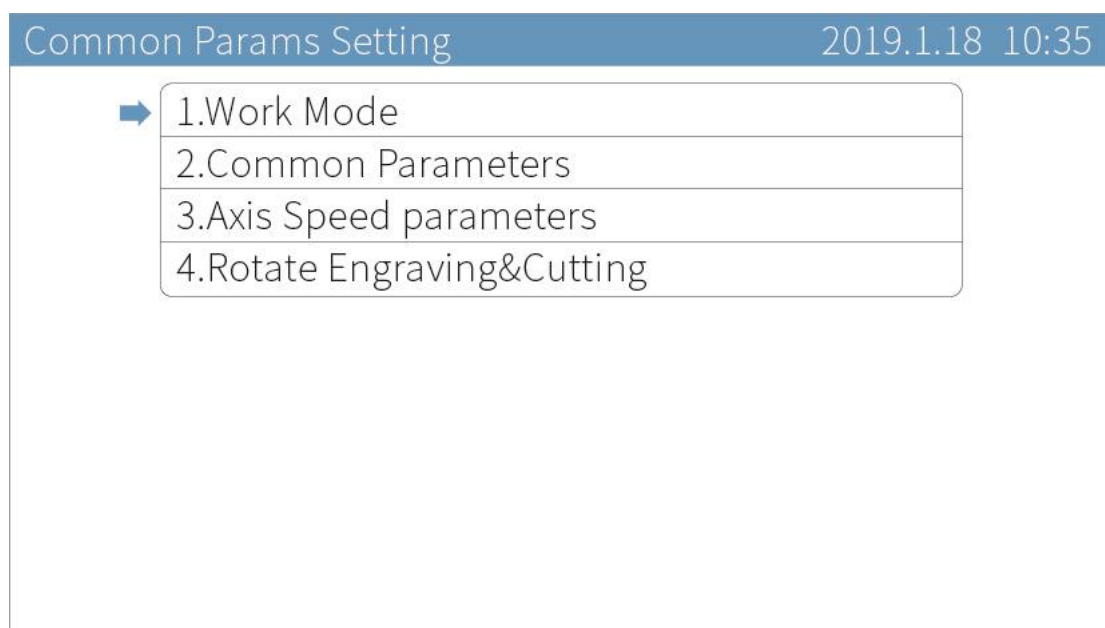 Common Params Setting 2019.1.18 10:35
1.Work Mode
2.Common Parameters
3.Axis Speed parameters
4.Rotate Engraving&Cutting